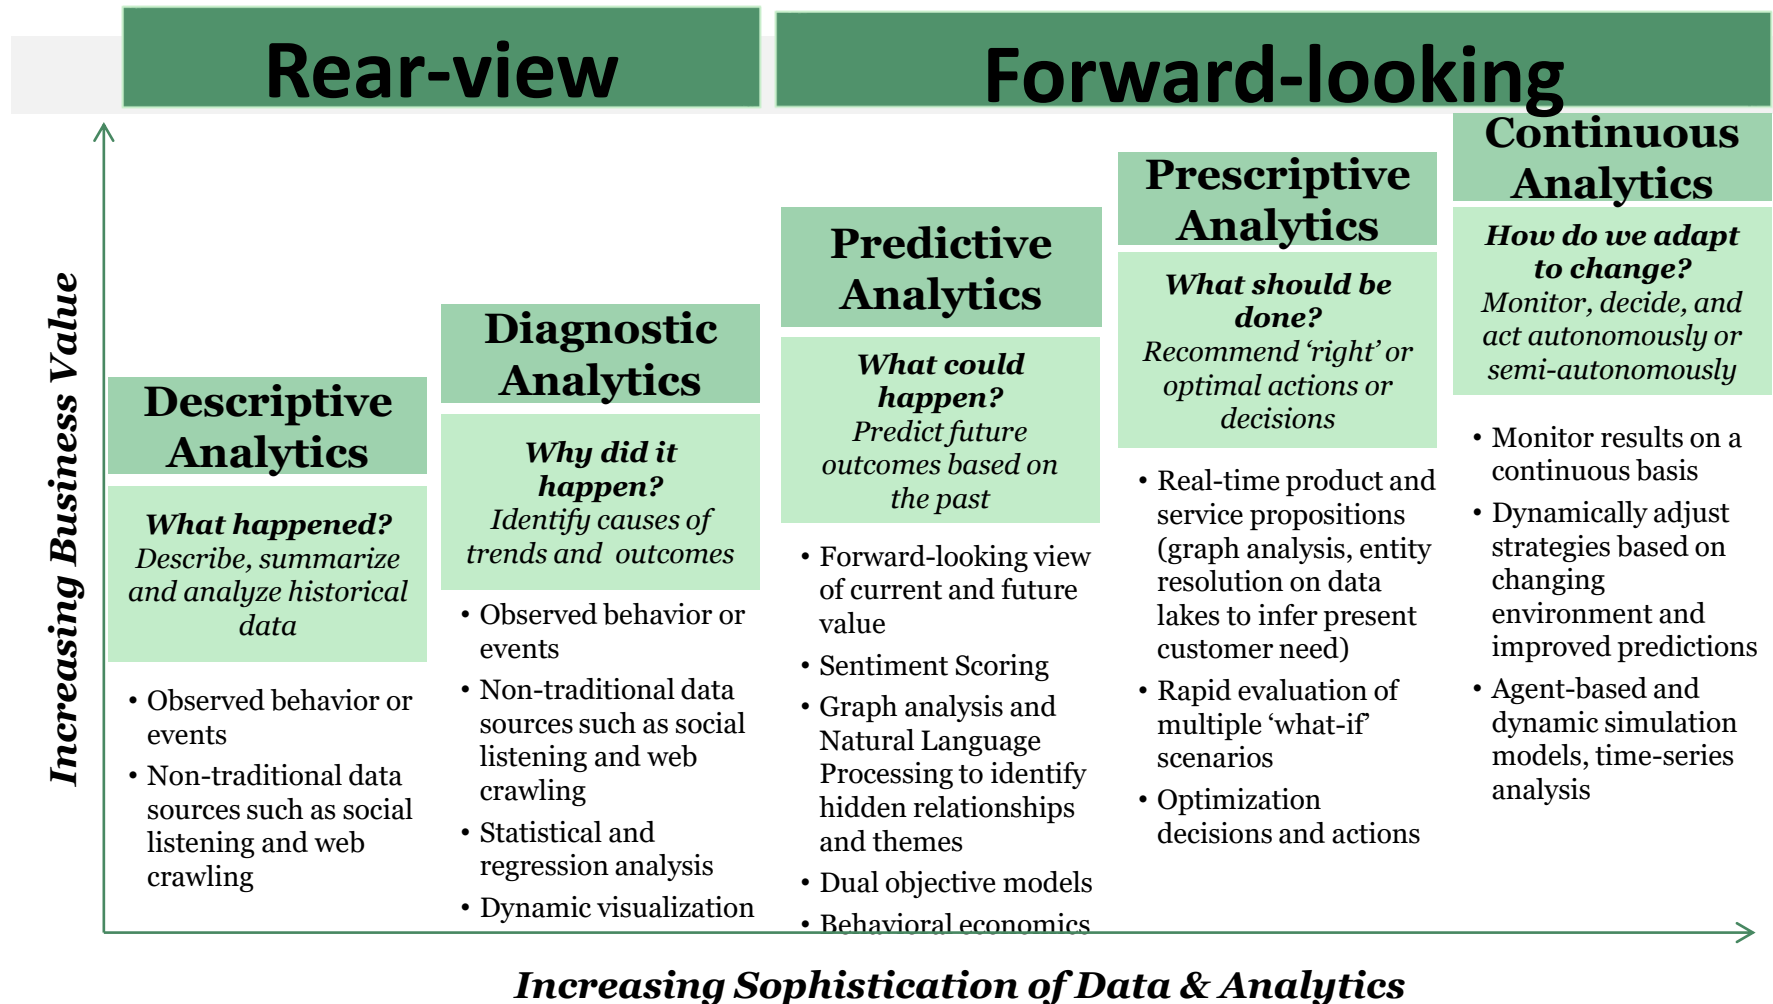 Rear-view
Forward-looking
Increasing Business Value
Descriptive
Analytics
What happened?
Describe, summarize
and analyze historical
data
• Observed behavior or
events
• Non-traditional data
sources such as social
listening and web
crawling
Diagnostic
Analytics
Why did it
happen?
Identify causes of
trends and outcomes
• Observed behavior or
events
• Non-traditional data
sources such as social
listening and web
crawling
• Statistical and
regression analysis
• Dynamic visualization
Predictive
Analytics
What could
happen?
Predict future
outcomes based on
the past
• Forward-looking view
of current and future
value
• Sentiment Scoring
• Graph analysis and
Natural Language
Processing to identify
hidden relationships
and themes
• Dual objective models
• Behavioral economics
Prescriptive
Analytics
What should be
done?
Recommend ‘right’ or
optimal actions or
decisions
• Real-time product and
service propositions
(graph analysis, entity
resolution on data
lakes to infer present
customer need)
• Rapid evaluation of
multiple ‘what-if’
scenarios
• Optimization
decisions and actions
Continuous
Analytics
How do we adapt
to change?
Monitor, decide, and
act autonomously or
semi-autonomously
• Monitor results on a
continuous basis
• Dynamically adjust
strategies based on
changing
environment and
improved predictions
• Agent-based and
dynamic simulation
models, time-series
analysis
Increasing Sophistication of Data & Analytics